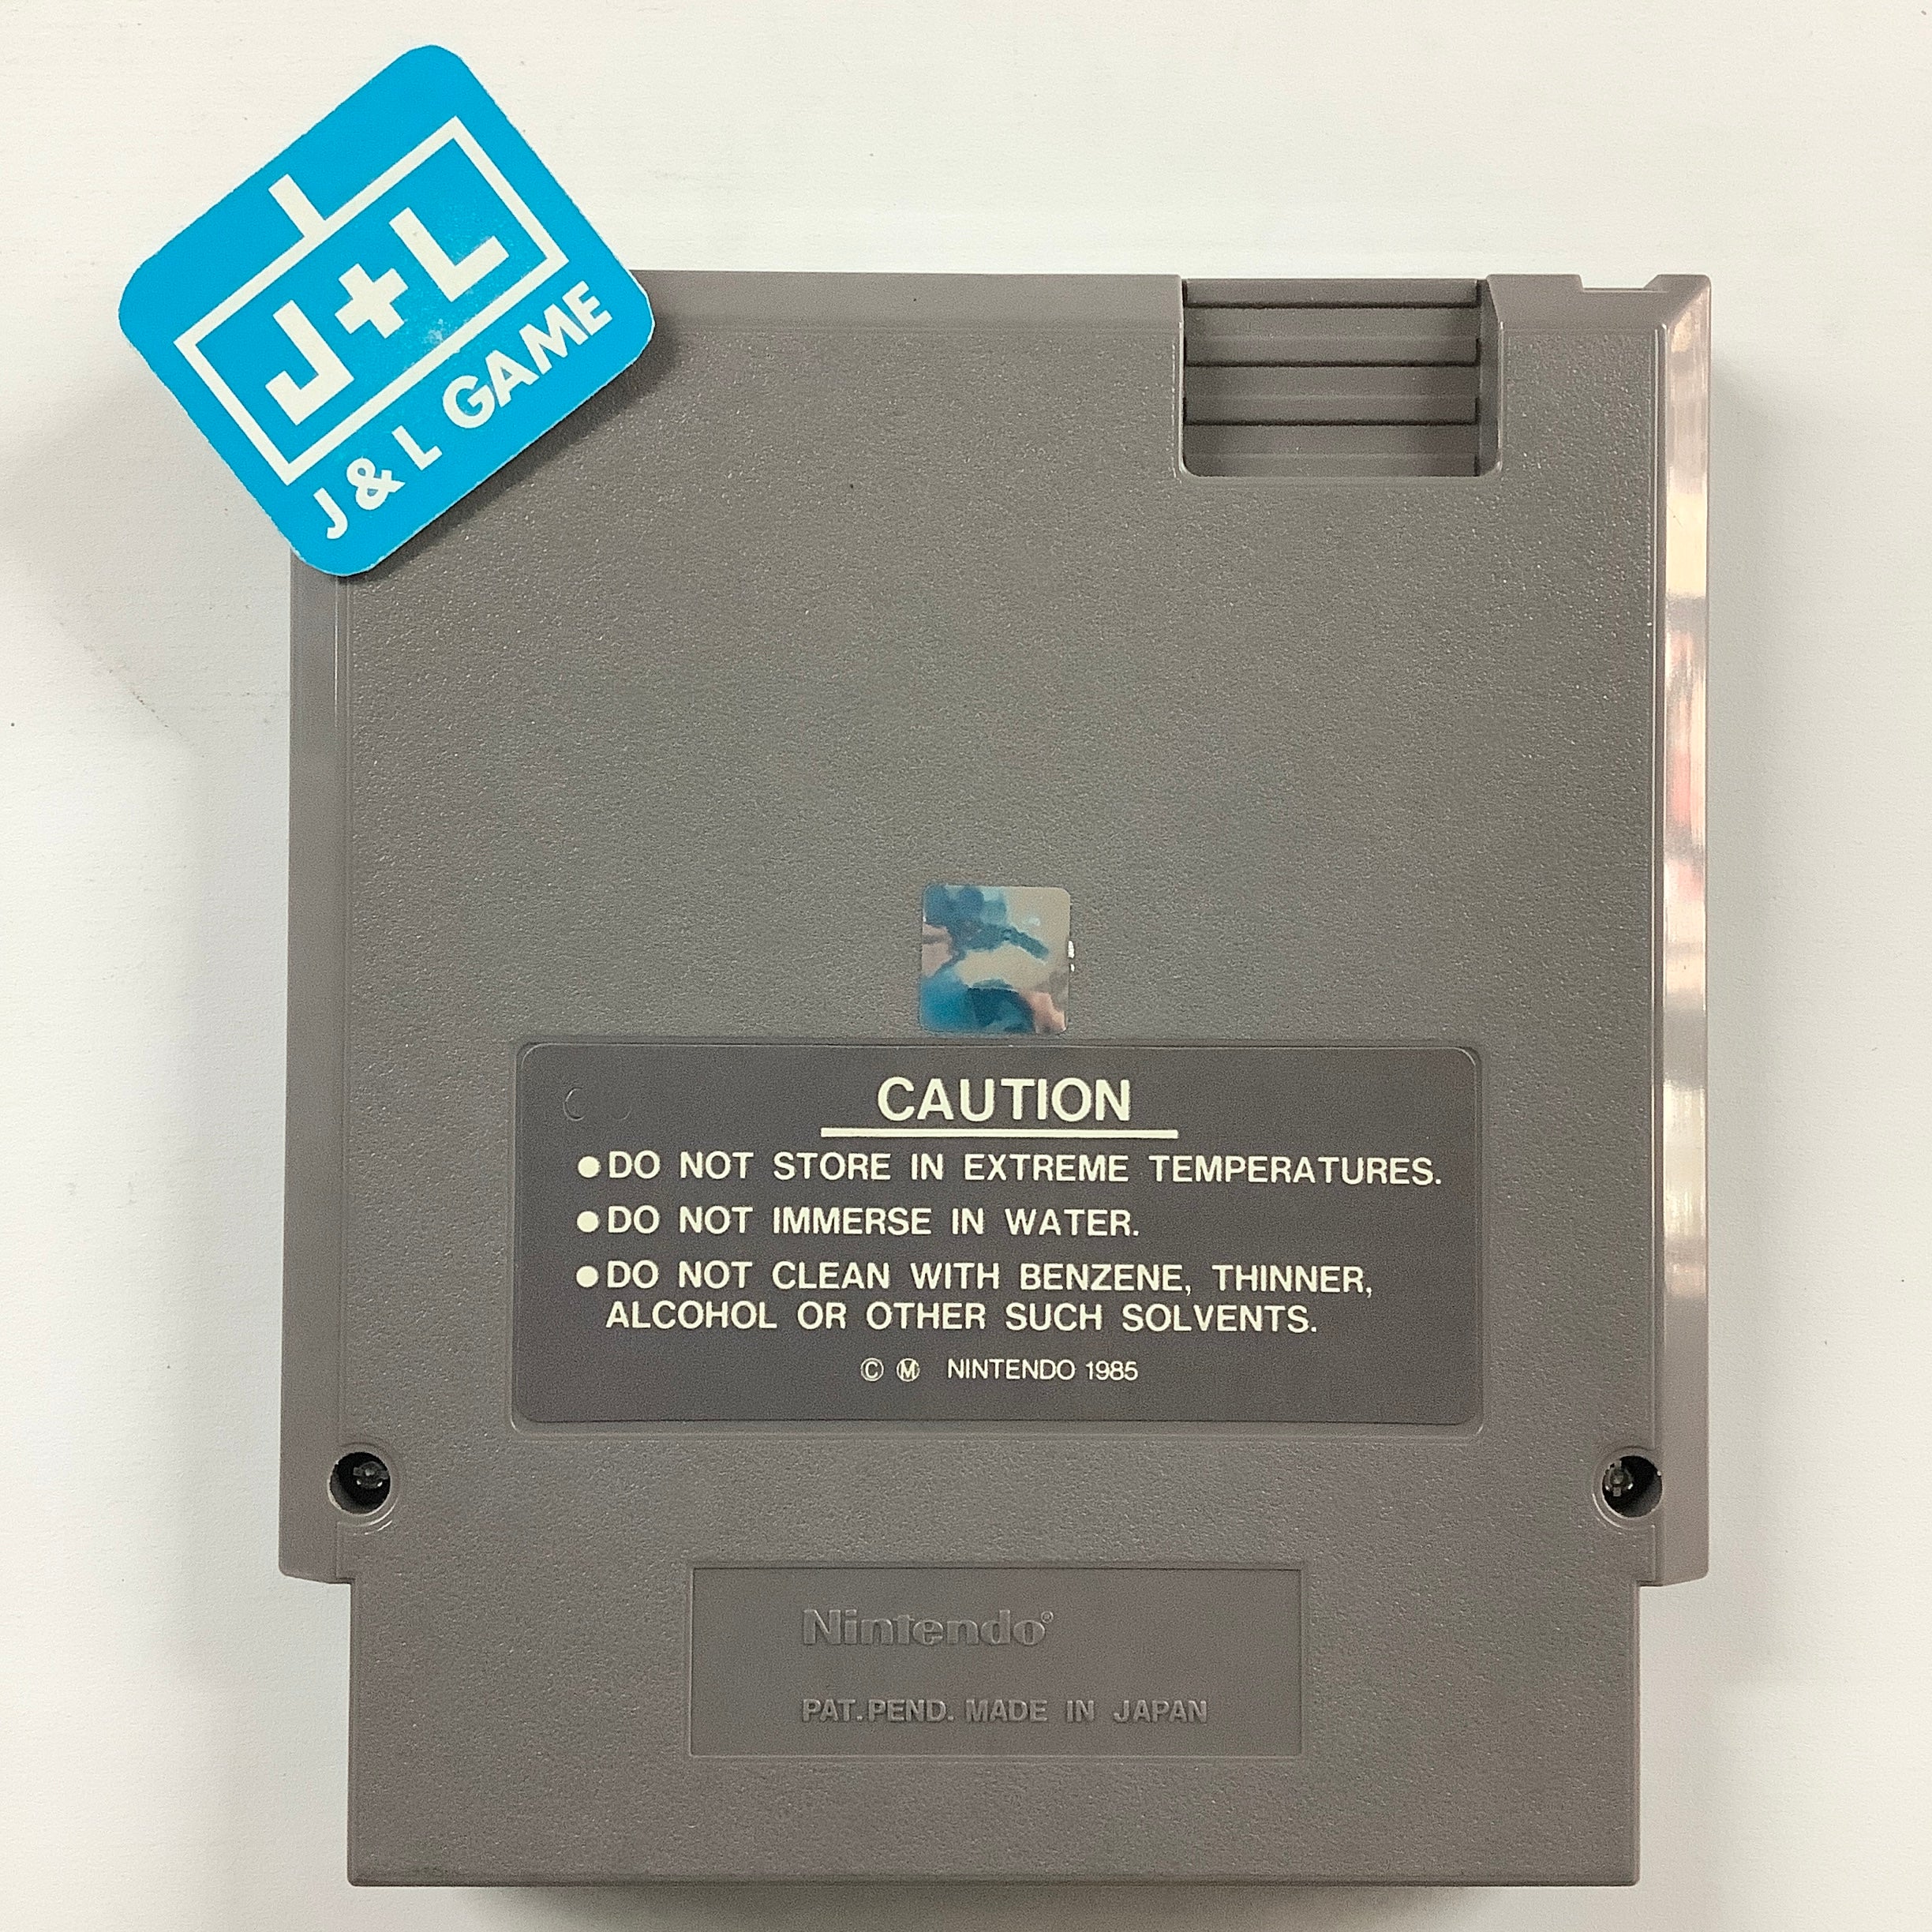 J+L
J & L GAME
CAUTION
●DO NOT STORE IN EXTREME TEMPERATURES.
●DO NOT IMMERSE IN WATER.
●DO NOT CLEAN WITH BENZENE, THINNER,
ALCOHOL OR OTHER SUCH SOLVENTS.
© Ⓜ NINTENDO 1985
Nintendo®
PAT.PEND. MADE IN JAPAN